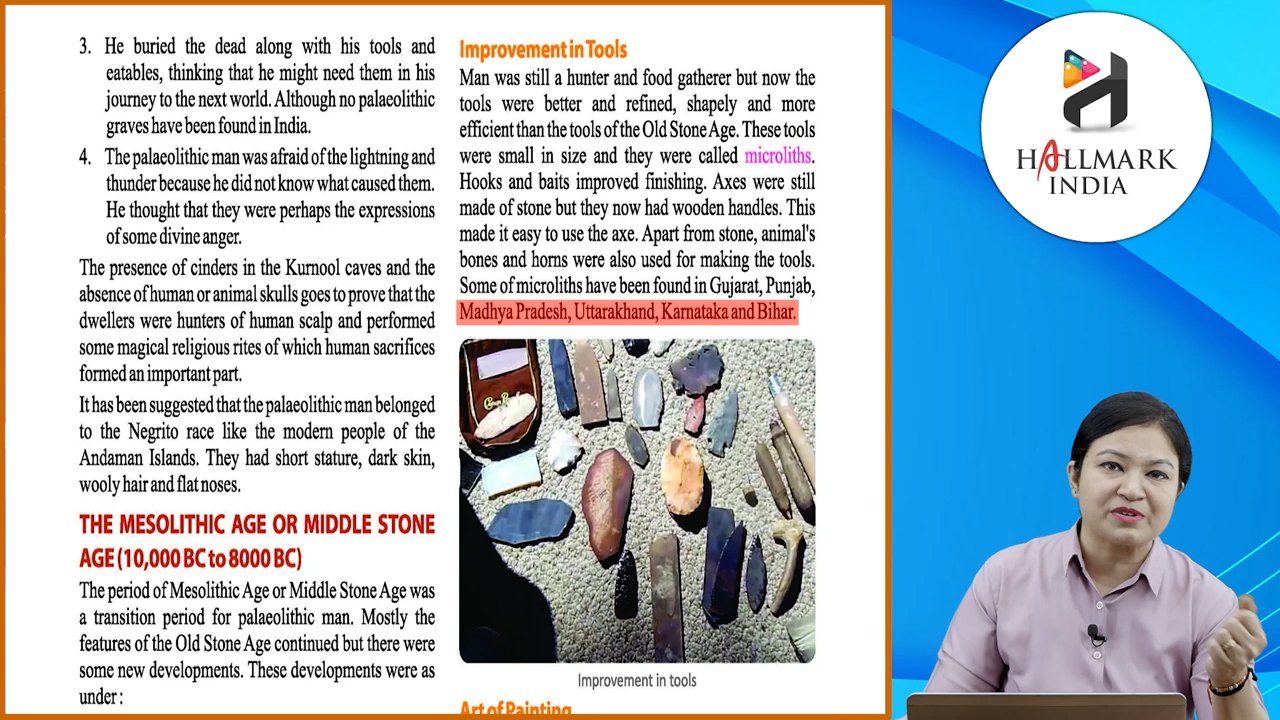 3. He buried the dead along with his tools and
eatables, thinking that he might need them in his
journey to the next world. Although no palaeolithic
graves have been found in India.
4. The palaeolithic man was afraid of the lightning and
thunder because he did not know what caused them.
He thought that they were perhaps the expressions
of some divine anger.
The presence of cinders in the Kurnool caves and the
absence of human or animal skulls goes to prove that the
dwellers were hunters of human scalp and performed
some magical religious rites of which human sacrifices
formed an important part.
It has been suggested that the palaeolithic man belonged
to the Negrito race like the modern people of the
Andaman Islands. They had short stature, dark skin,
wooly hair and flat noses.
THE MESOLITHIC AGE OR MIDDLE STONE
AGE (10,000 BC to 8000 BC)
The period of Mesolithic Age or Middle Stone Age was
a transition period for palaeolithic man. Mostly the
features of the Old Stone Age continued but there were
some new developments. These developments were as
under :
Improvement in Tools
Man was still a hunter and food gatherer but now the
tools were better and refined, shapely and more
efficient than the tools of the Old Stone Age. These tools
were small in size and they were called microliths.
Hooks and baits improved finishing. Axes were still
made of stone but they now had wooden handles. This
made it easy to use the axe. Apart from stone, animal's
bones and horns were also used for making the tools.
Some of microliths have been found in Gujarat, Punjab,
Madhya Pradesh, Uttarakhand, Karnataka and Bihar.
Improvement in tools
Art of Painting
HALLMARK
INDIA